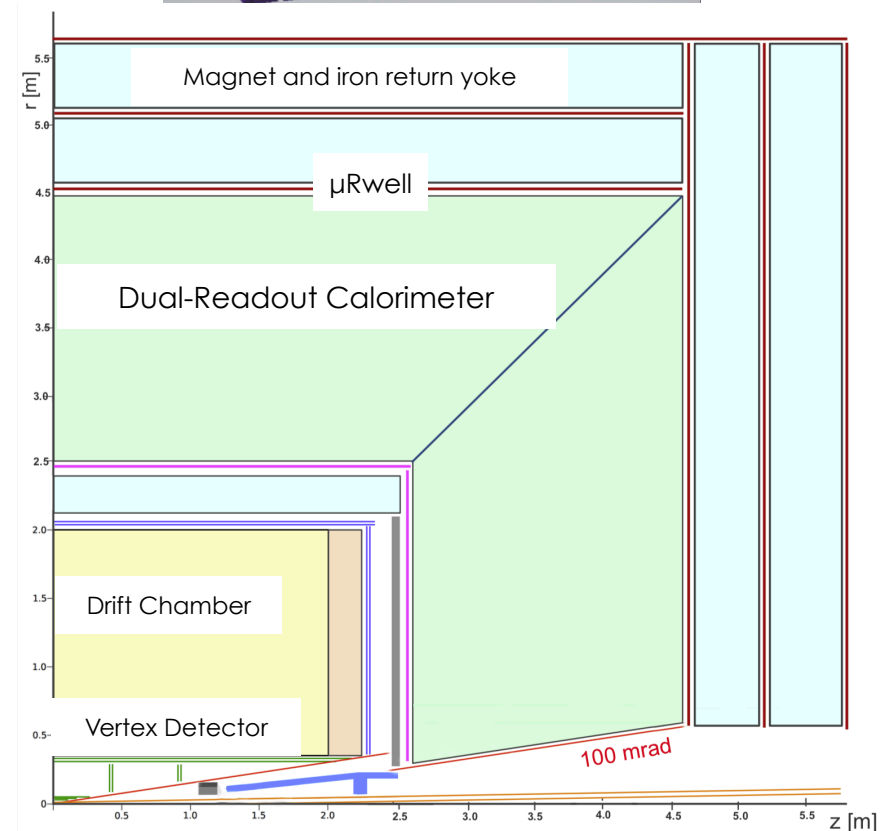 5.5
Magnet and iron return yoke
r [m]
5.0
µRwell
4.5
4.0
Dual-Readout Calorimeter
3.5
3.0
2.5
2.0
1.5
Drift Chamber
1.0
Vertex Detector
0.5
100 mrad
0
0.5 1.0 1.5 2.0 2.5 3.0 3.5 4.0 4.5 5.0 5.5
z [m]